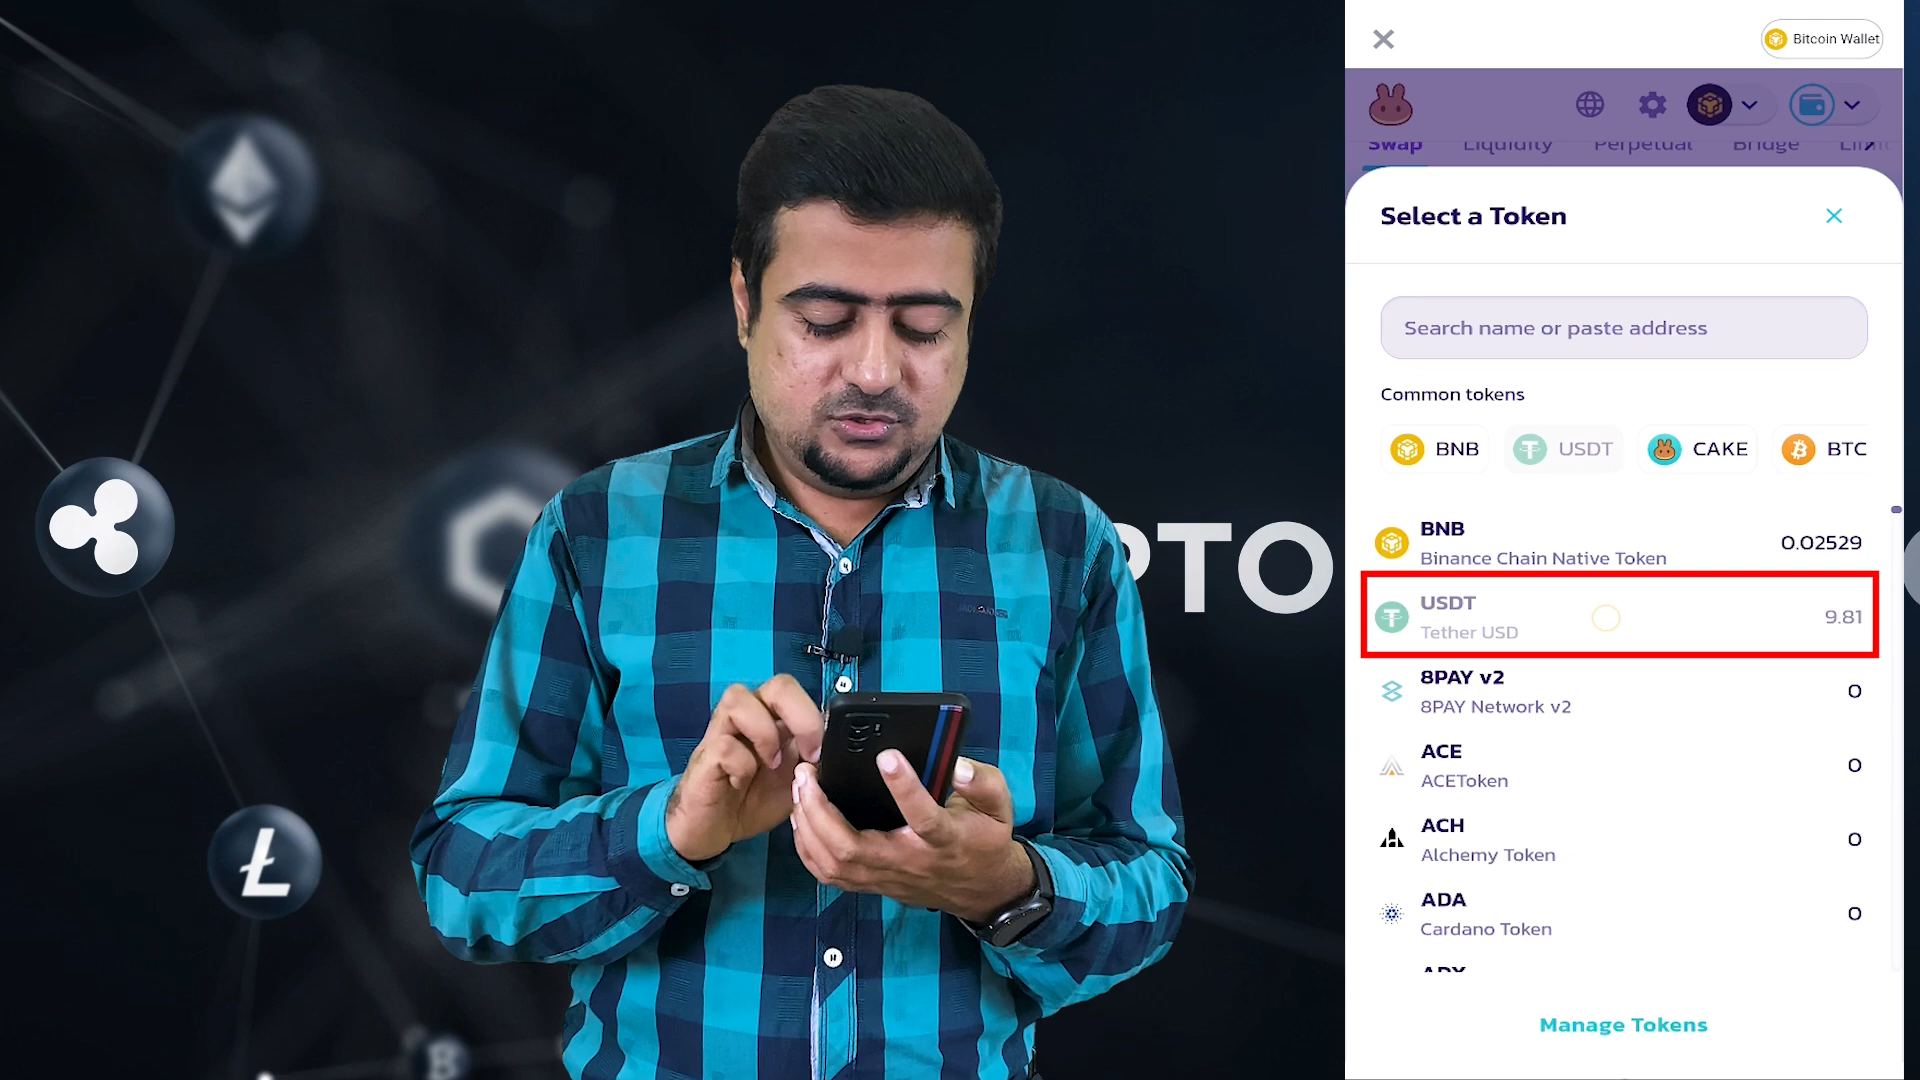 Bitcoin Wallet
Swap Liquidity Perpetual Bridge Limit
Select a Token
Search name or paste address
Common tokens
BNB USDT CAKE BTC
BNB
Binance Chain Native Token
0.02529
USDT
Tether USD
9.81
8PAY v2
8PAY Network v2
0
ACE
ACEToken
0
ACH
Alchemy Token
0
ADA
Cardano Token
0
Manage Tokens
PTO